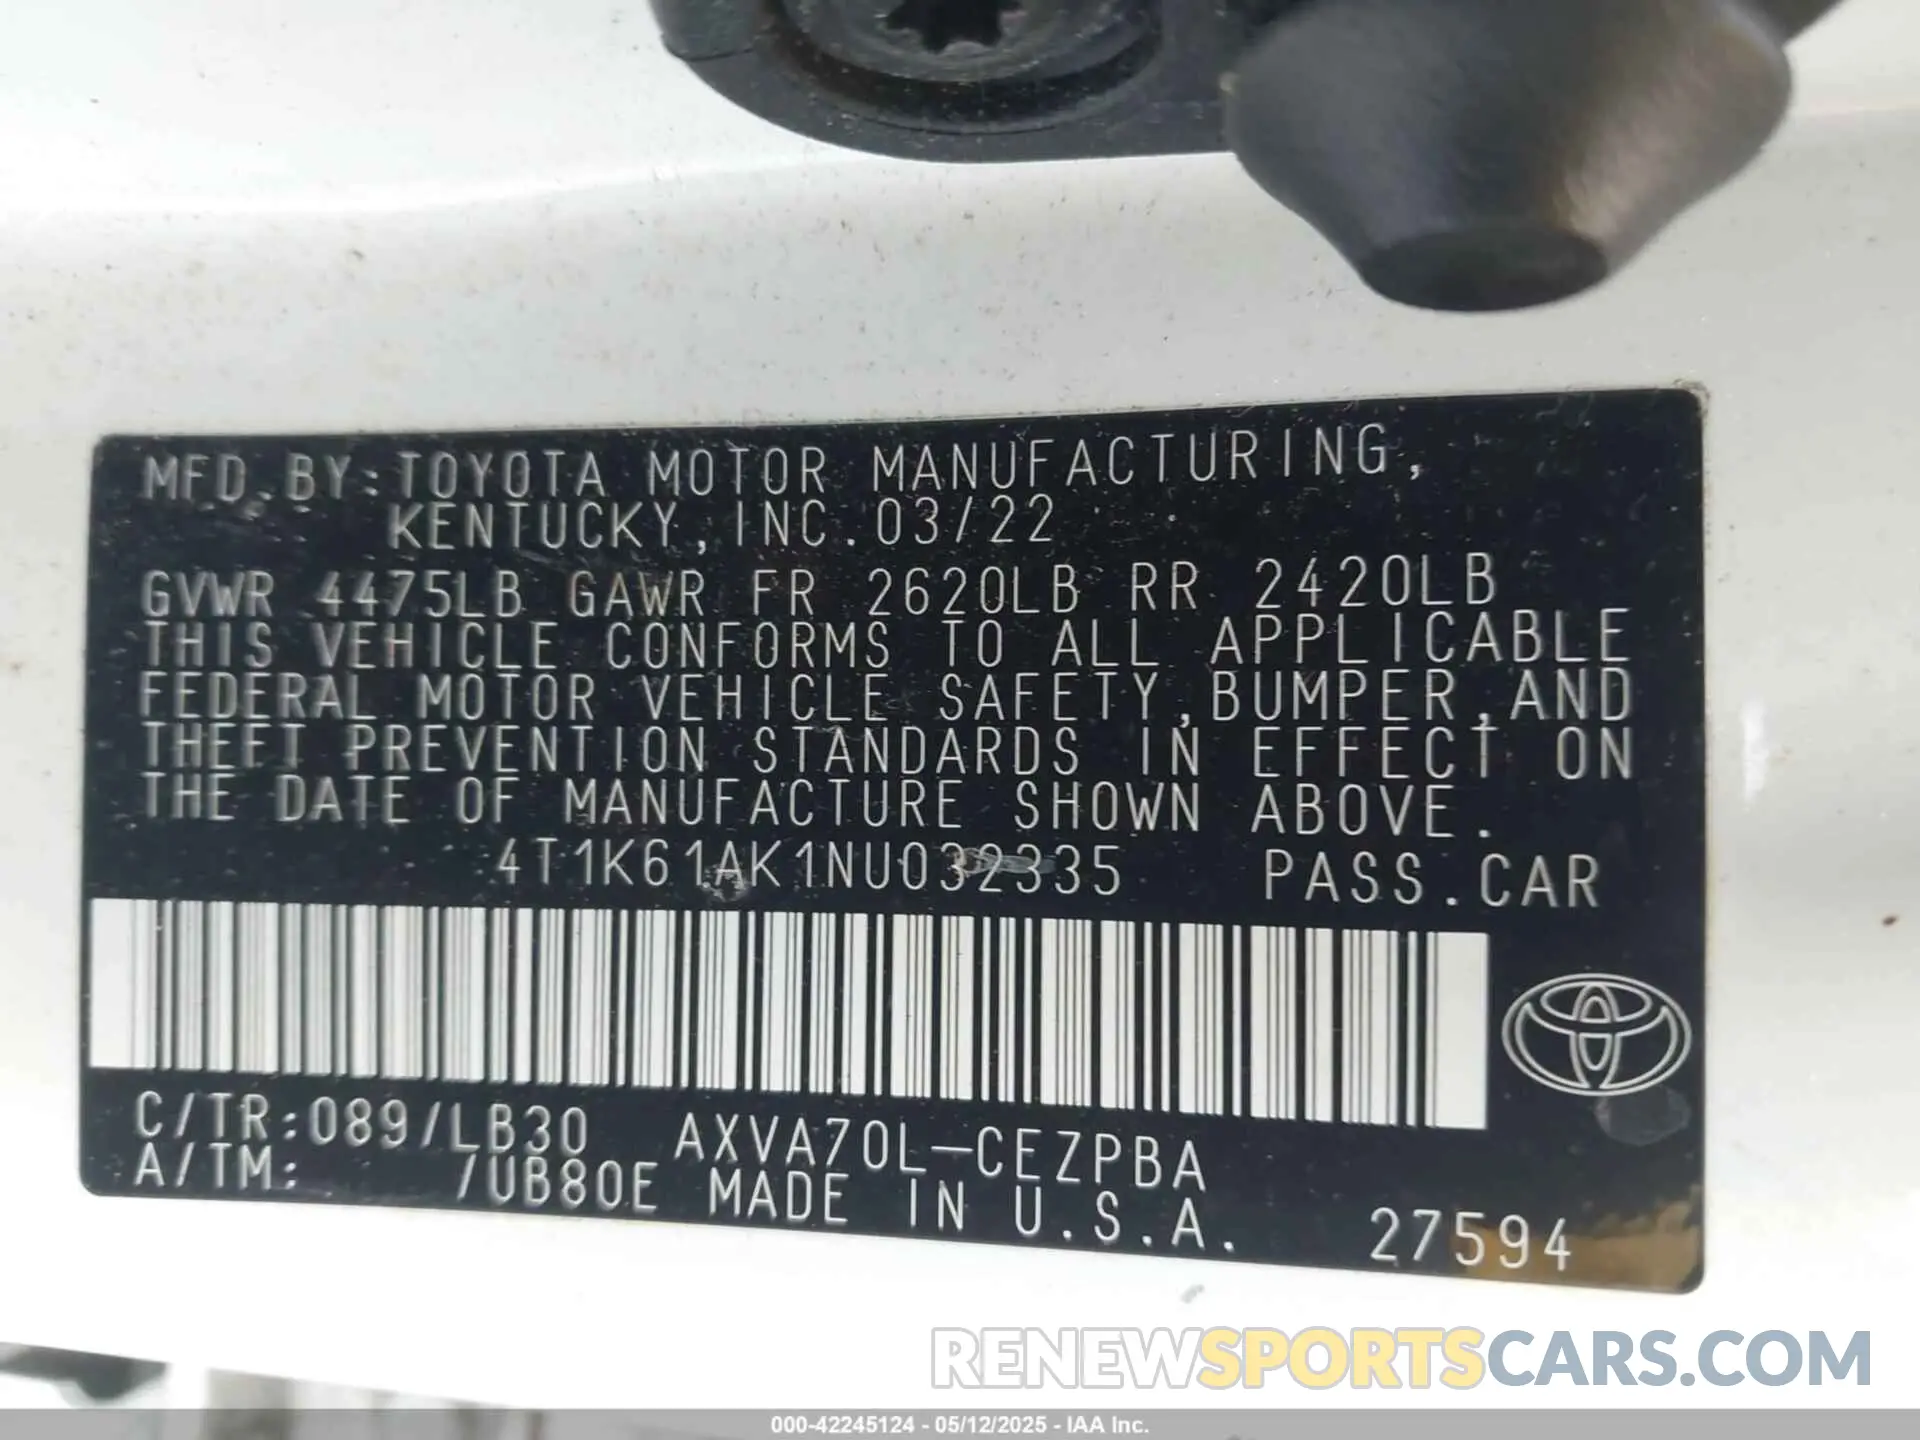 MFD.BY:TOYOTA MOTOR MANUFACTURING,
KENTUCKY, INC. 03/22
GVWR 4475LB GAWR FR 2620LB RR 2420LB
THIS VEHICLE CONFORMS TO ALL APPLICABLE
FEDERAL MOTOR VEHICLE SAFETY, BUMPER, AND
THEFT PREVENTION STANDARDS IN EFFECT ON
THE DATE OF MANUFACTURE SHOWN ABOVE.
4T1K61AK1NU032335 PASS.CAR
C/TR:089/LB30 AXVA70L-CEZPBA
A/TM: /UB80E MADE IN U.S.A.
27594
RENEWSPORTSCARS.COM
000-42245124 - 05/12/2025 - IAA Inc.